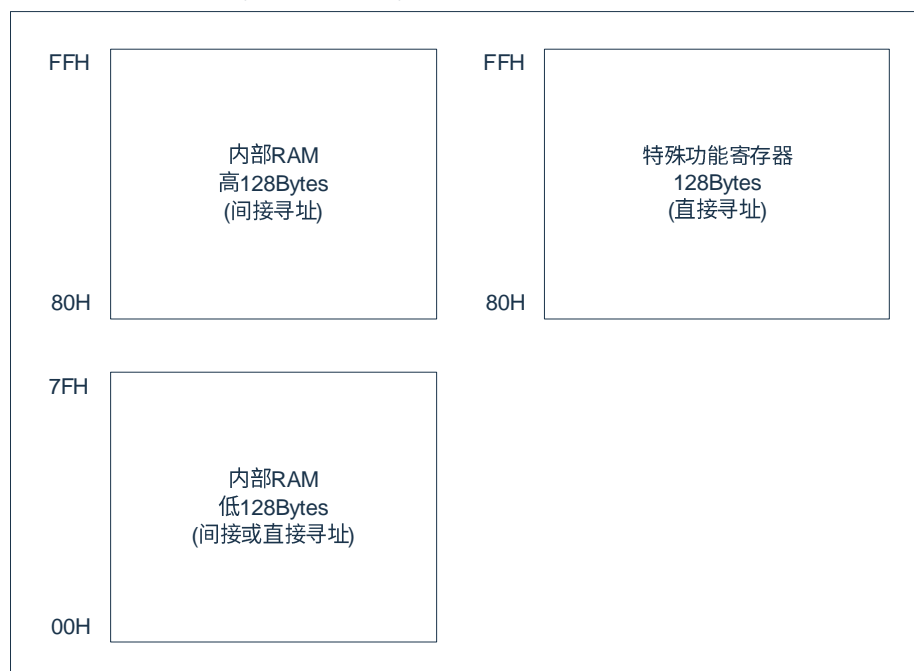 FFH
内部RAM
高128Bytes
(间接寻址)
80H
FFH
特殊功能寄存器
128Bytes
(直接寻址)
80H
7FH
内部RAM
低128Bytes
(间接或直接寻址)
00H